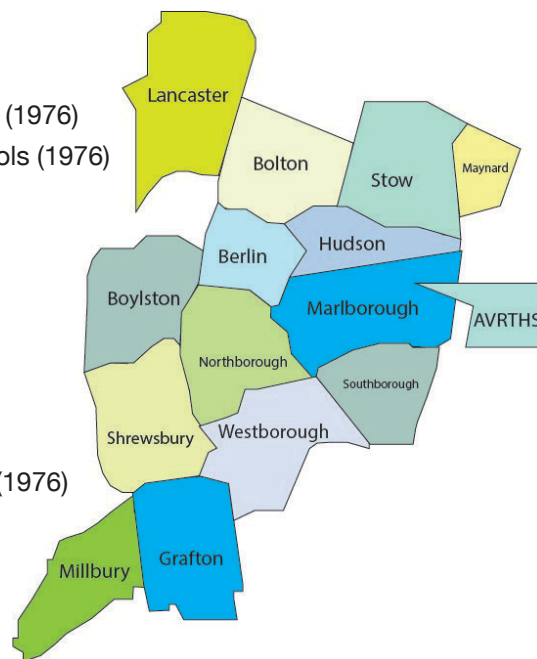 Lancaster
(1976)
ols (1976)
Bolton
Stow
Maynard
Berlin
Hudson
Boylston
Marlborough
AVRTHS
Northborough
Southborough
Shrewsbury
Westborough
(1976)
Millbury
Grafton